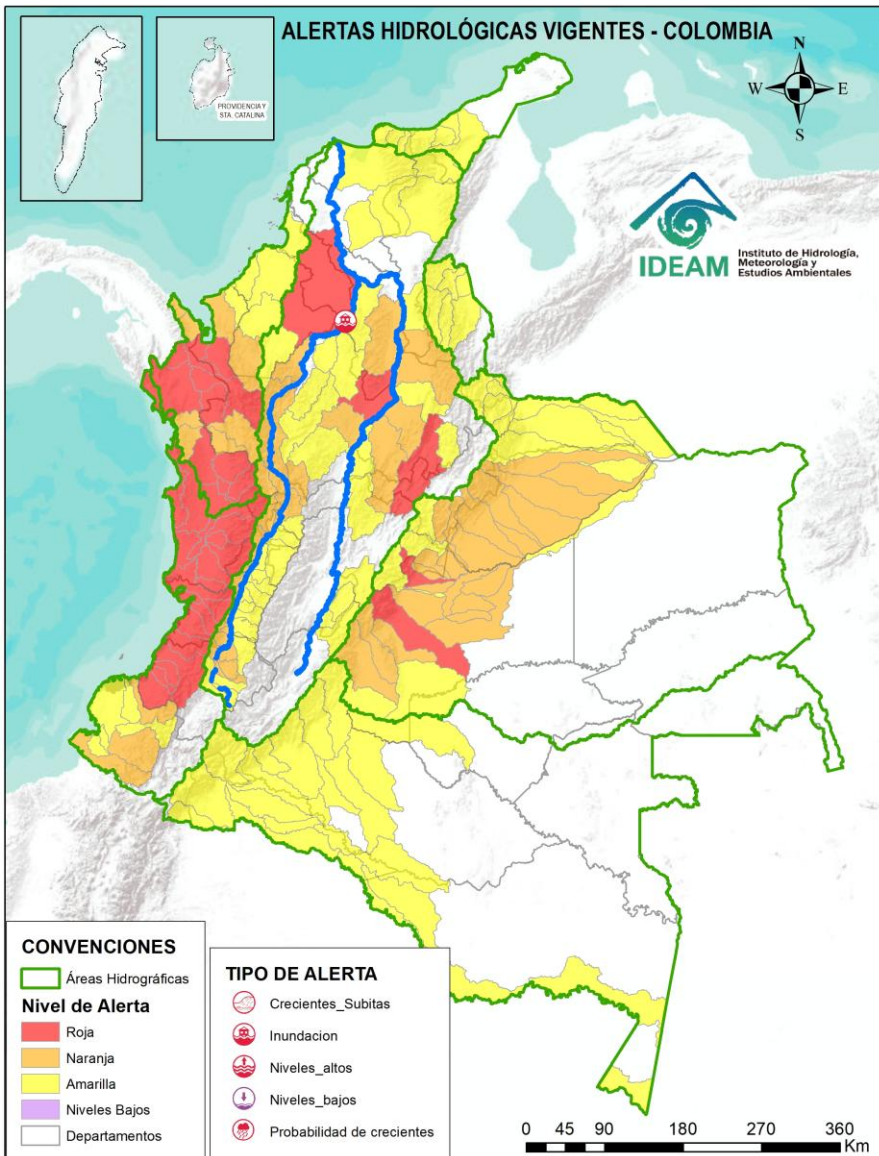 ALERTAS HIDROLÓGICAS VIGENTES - COLOMBIA
PROVIDENCIA Y
STA. CATALINA
N
W E
S
IDEAM
Instituto de Hidrología,
Meteorología y
Estudios Ambientales
CONVENCIONES
Áreas Hidrográficas
Nivel de Alerta
Roja
Naranja
Amarilla
Niveles Bajos
Departamentos
TIPO DE ALERTA
Crecientes_Subitas
Inundacion
Niveles_altos
Niveles_bajos
Probabilidad de crecientes
0 45 90 180 270 360
Km